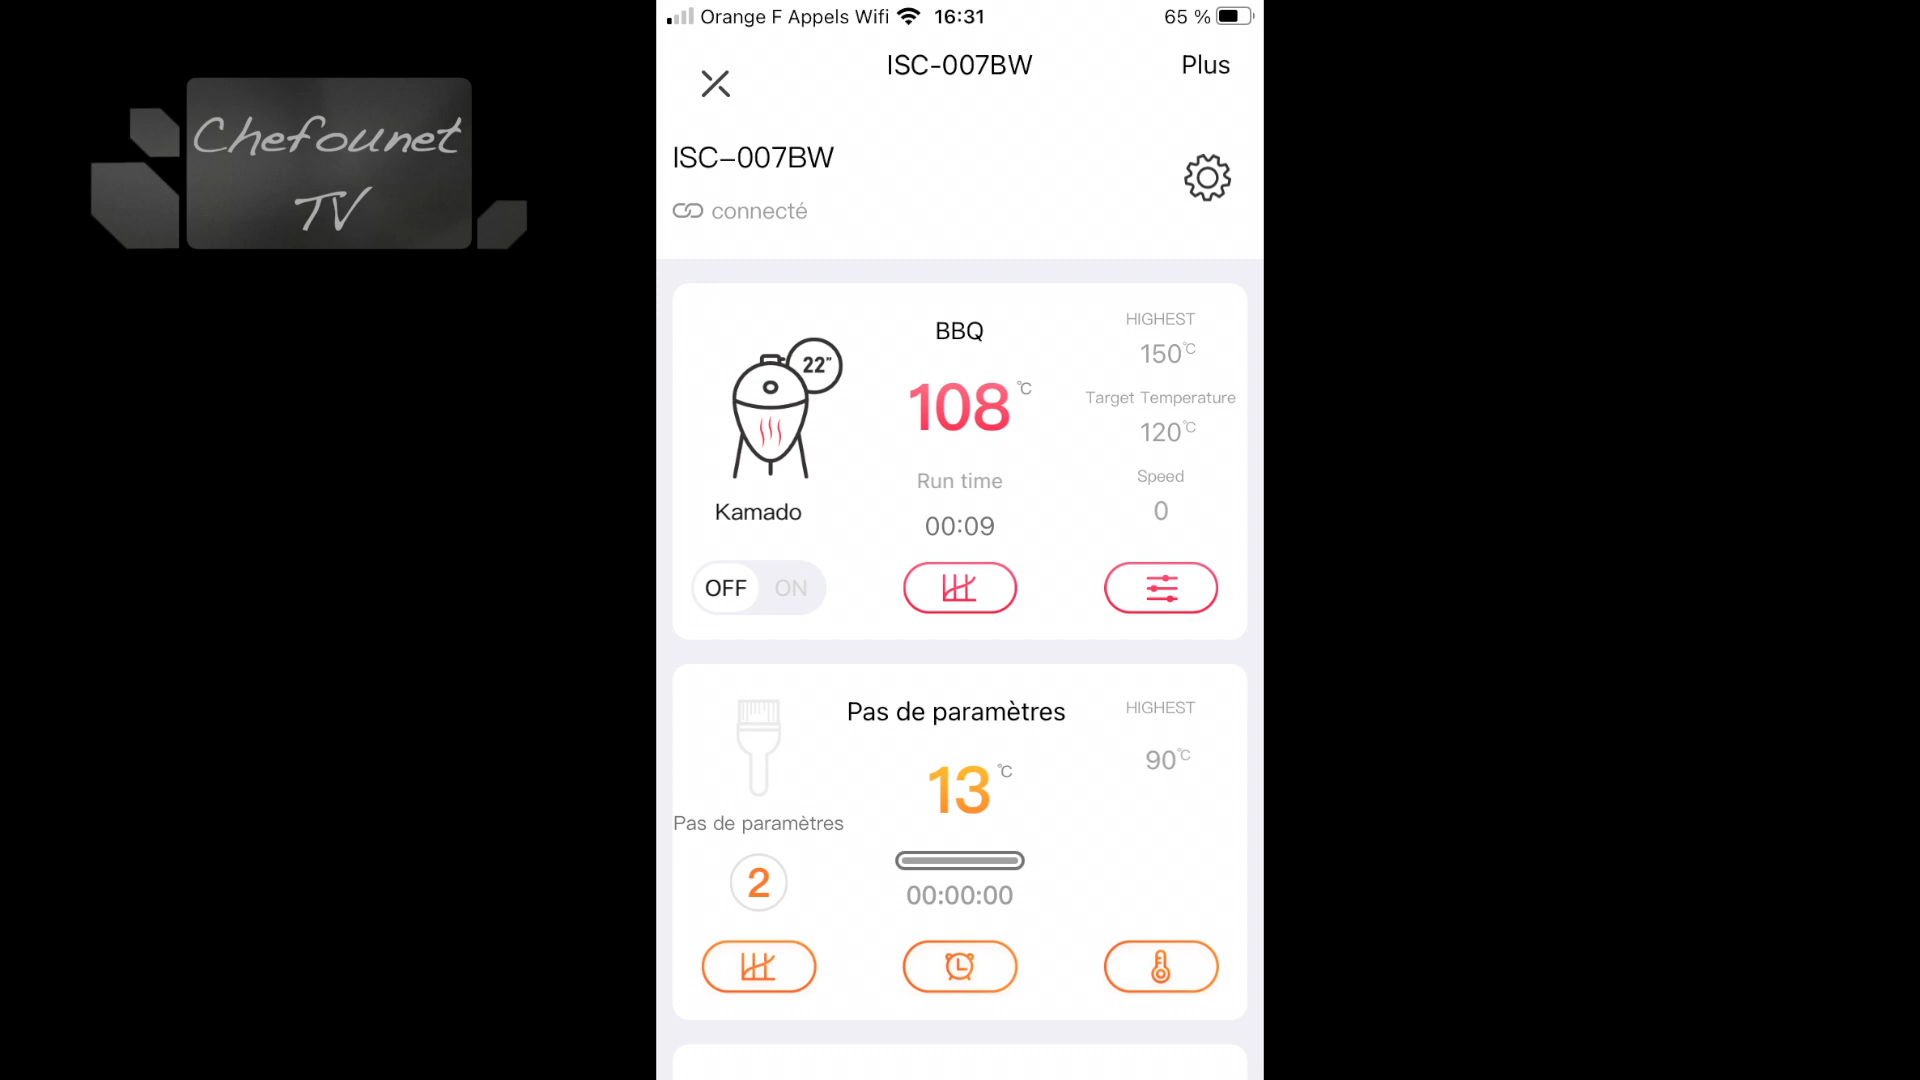 Chefounet
TV
Orange F Appels Wifi 16:31 65 %
ISC-007BW
Plus
ISC-007BW
connecté
22"
Kamado
OFF ON
BBQ
108 °C
Run time
00:09
HIGHEST
150°C
Target Temperature
120°C
Speed
0
Pas de paramètres
2
Pas de paramètres
13 °C
00:00:00
HIGHEST
90°C